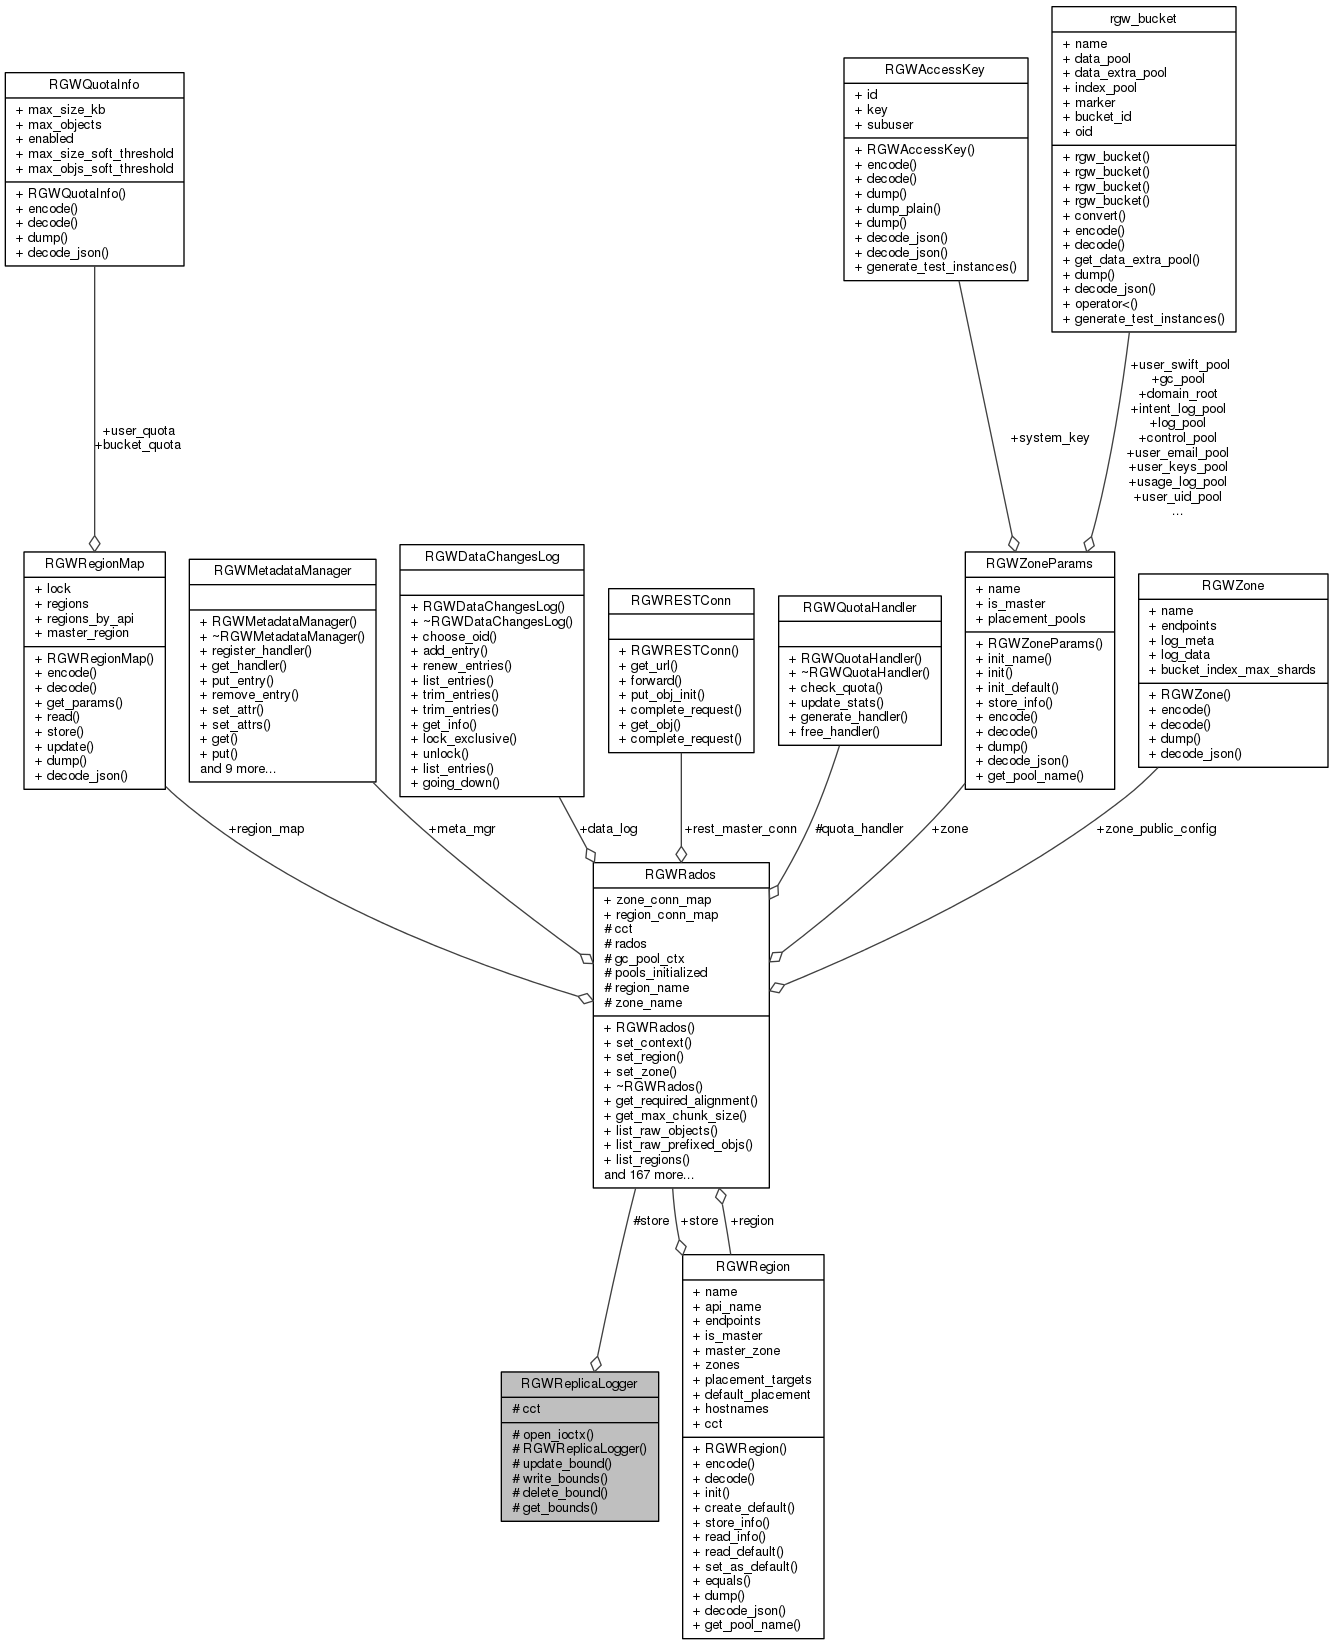 rgw_bucket
+ name
+ data_pool
+ data_extra_pool
+ index_pool
+ marker
+ bucket_id
+ oid
+ rgw_bucket()
+ rgw_bucket()
+ rgw_bucket()
+ rgw_bucket()
+ convert()
+ encode()
+ decode()
+ get_data_extra_pool()
+ dump()
+ decode_json()
+ operator<()
+ generate_test_instances()
RGWAccessKey
+ id
+ key
+ subuser
+ RGWAccessKey()
+ encode()
+ decode()
+ dump()
+ dump_plain()
+ dump()
+ decode_json()
+ decode_json()
+ generate_test_instances()
RGWQuotaInfo
+ max_size_kb
+ max_objects
+ enabled
+ max_size_soft_threshold
+ max_objs_soft_threshold
+ RGWQuotaInfo()
+ encode()
+ decode()
+ dump()
+ decode_json()
+user_quota
+bucket_quota
+system_key
+user_swift_pool
+gc_pool
+domain_root
+intent_log_pool
+log_pool
+control_pool
+user_email_pool
+user_keys_pool
+usage_log_pool
+user_uid_pool
...
RGWRegionMap
+ lock
+ regions
+ regions_by_api
+ master_region
+ RGWRegionMap()
+ encode()
+ decode()
+ get_params()
+ read()
+ store()
+ update()
+ dump()
+ decode_json()
RGWMetadataManager
+ RGWMetadataManager()
+ ~RGWMetadataManager()
+ register_handler()
+ get_handler()
+ put_entry()
+ remove_entry()
+ set_attr()
+ set_attrs()
+ get()
+ put()
and 9 more...
RGWDataChangesLog
+ RGWDataChangesLog()
+ ~RGWDataChangesLog()
+ choose_oid()
+ add_entry()
+ renew_entries()
+ list_entries()
+ trim_entries()
+ trim_entries()
+ get_info()
+ lock_exclusive()
+ unlock()
+ list_entries()
+ going_down()
RGWRESTConn
+ RGWRESTConn()
+ get_url()
+ forward()
+ put_obj_init()
+ complete_request()
+ get_obj()
+ complete_request()
RGWQuotaHandler
+ RGWQuotaHandler()
+ ~RGWQuotaHandler()
+ check_quota()
+ update_stats()
+ generate_handler()
+ free_handler()
RGWZoneParams
+ name
+ is_master
+ placement_pools
+ RGWZoneParams()
+ init_name()
+ init()
+ init_default()
+ store_info()
+ encode()
+ decode()
+ dump()
+ decode_json()
+ get_pool_name()
RGWZone
+ name
+ endpoints
+ log_meta
+ log_data
+ bucket_index_max_shards
+ RGWZone()
+ encode()
+ decode()
+ dump()
+ decode_json()
+region_map
+meta_mgr
+data_log
+rest_master_conn
#quota_handler
+zone
+zone_public_config
RGWRados
+ zone_conn_map
+ region_conn_map
# cct
# rados
# gc_pool_ctx
# pools_initialized
# region_name
# zone_name
+ RGWRados()
+ set_context()
+ set_region()
+ set_zone()
+ ~RGWRados()
+ get_required_alignment()
+ get_max_chunk_size()
+ list_raw_objects()
+ list_raw_prefixed_objs()
+ list_regions()
and 167 more...
#store
+store
+region
RGWRegion
+ name
+ api_name
+ endpoints
+ is_master
+ master_zone
+ zones
+ placement_targets
+ default_placement
+ hostnames
+ cct
+ RGWRegion()
+ encode()
+ decode()
+ init()
+ create_default()
+ store_info()
+ read_info()
+ read_default()
+ set_as_default()
+ equals()
+ dump()
+ decode_json()
+ get_pool_name()
RGWReplicaLogger
# cct
# open_ioctx()
# RGWReplicaLogger()
# update_bound()
# write_bounds()
# delete_bound()
# get_bounds()